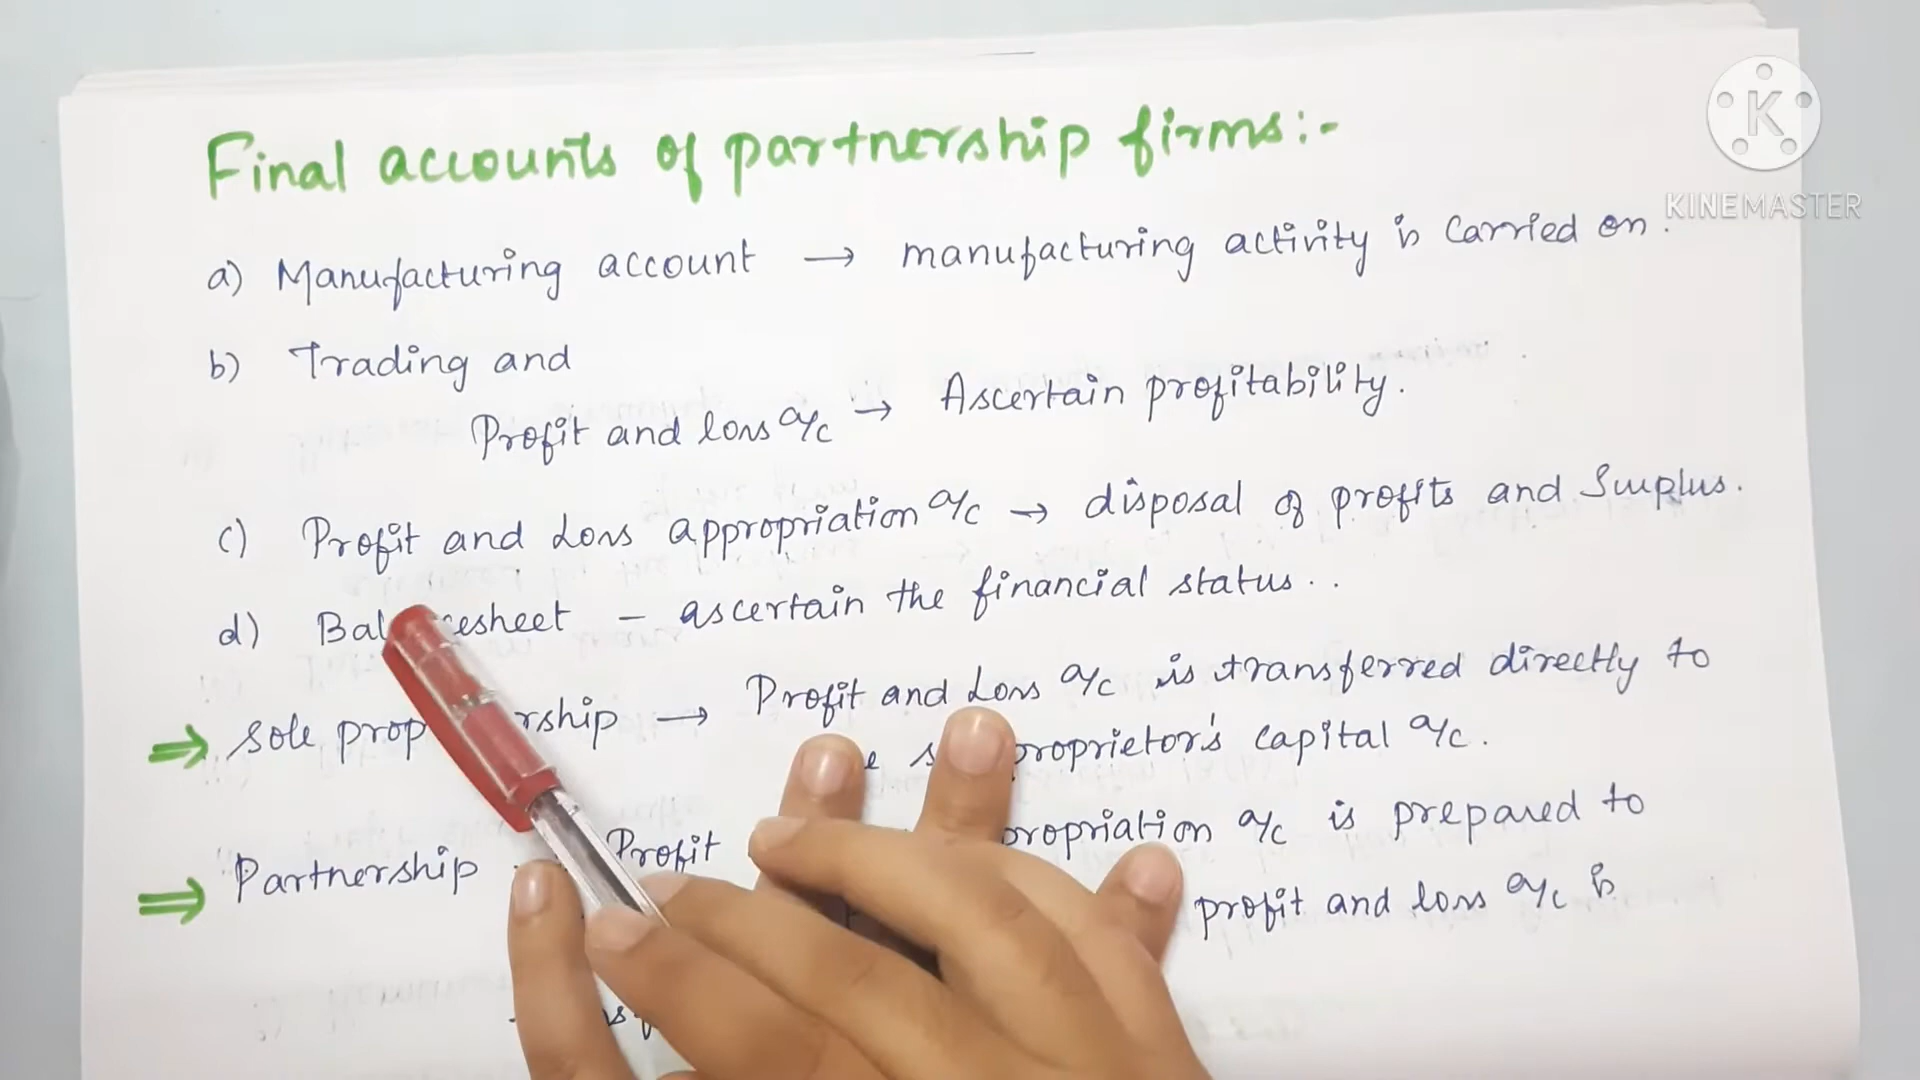 Final accounts of partnership firms:-
K
KINEMASTER
a) Manufacturing account → manufacturing activity is carried on.
b) Trading and
Profit and loss a/c → Ascertain profitability.
c) Profit and Loss appropriation a/c → disposal of profits and Surplus.
d) Bal esheet – ascertain the financial status..
⇒ Sole prop rship → Profit and Loss a/c is transferred directly to
e s proprietor's capital a/c.
⇒ Partnership Profit ropriation a/c is prepared to
profit and loss a/c is